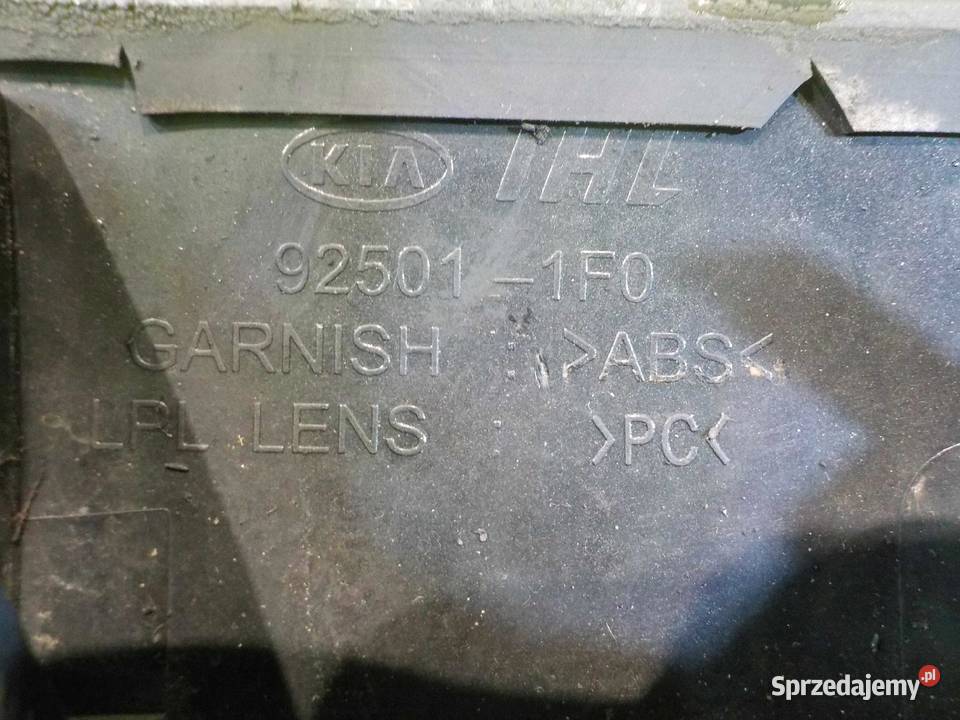 KIA IHL
92501-1F0
GARNISH : >ABS<
LPL LENS : >PC<
Sprzedajemy.pl